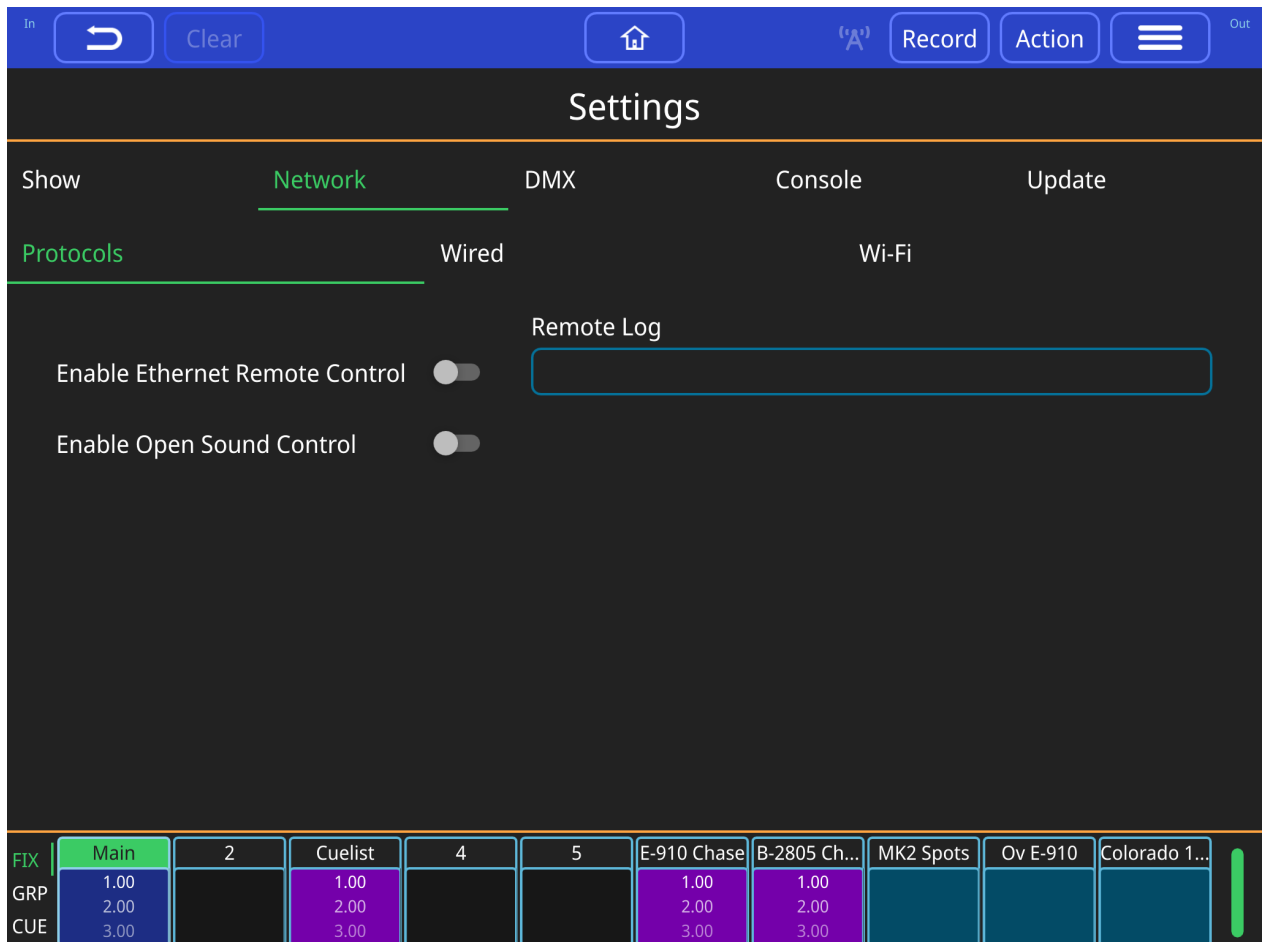 In
Clear
Record
Action
Out
Settings
Show
Network
DMX
Console
Update
Protocols
Wired
Wi-Fi
Remote Log
Enable Ethernet Remote Control
Enable Open Sound Control
FIX
GRP
CUE
Main
1.00
2.00
3.00
2
Cuelist
1.00
2.00
3.00
4
5
E-910 Chase
1.00
2.00
3.00
B-2805 Ch...
1.00
2.00
3.00
MK2 Spots
Ov E-910
Colorado 1...